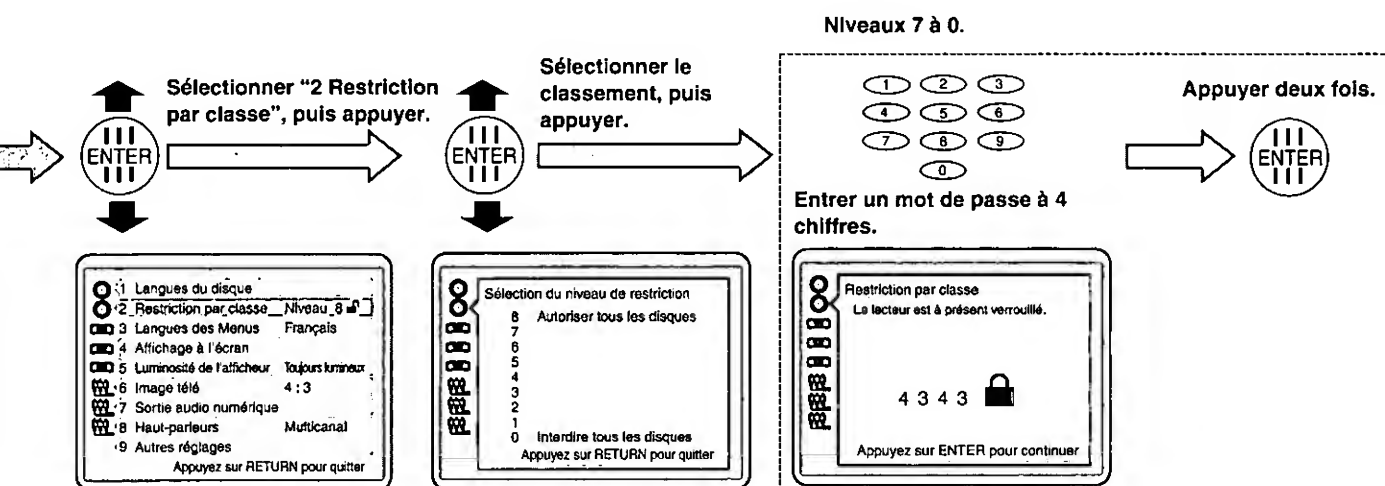 Niveaux 7 à 0.
Sélectionner “2 Restriction
par classe”, puis appuyer.
Sélectionner le
classement, puis
appuyer.
1 2 3
4 5 6
7 8 9
0
Entrer un mot de passe à 4
chiffres.
Appuyer deux fois.
ENTER
ENTER
ENTER
1 Langues du disque
2 Restriction par classe Niveau 8
3 Langues des Menus Français
4 Affichage à l'écran
5 Luminosité de l'afficheur Toujours lumineux
6 Image télé 4 : 3
7 Sortie audio numérique
8 Haut-parleurs Multicanal
9 Autres réglages
Appuyez sur RETURN pour quitter
Sélection du niveau de restriction
8 Autoriser tous les disques
7
6
5
4
3
2
1
0 Interdire tous les disques
Appuyez sur RETURN pour quitter
Restriction par classe
Le lecteur est à présent verrouillé.
4 3 4 3
Appuyez sur ENTER pour continuer